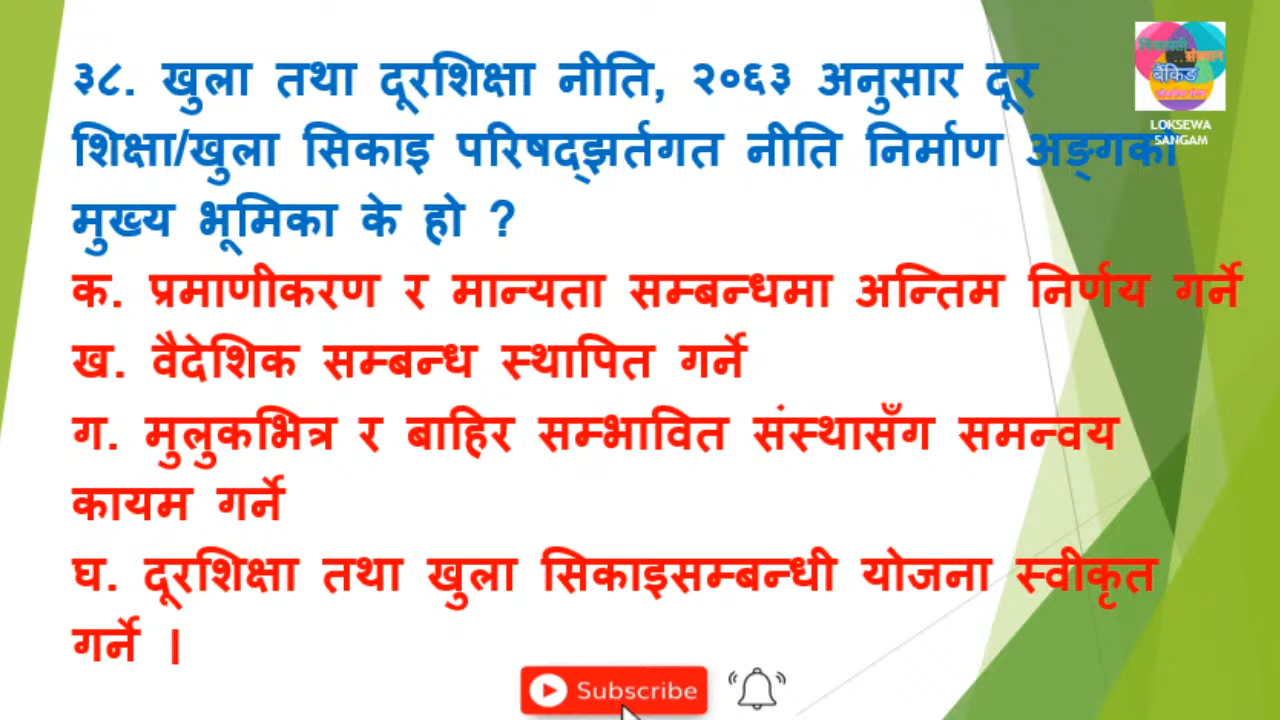 ३८. खुला तथा दूरशिक्षा नीति, २०६३ अनुसार दूर
शिक्षा/खुला सिकाइ परिषद्झर्तगत नीति निर्माण अङ्गको
मुख्य भूमिका के हो ?
क. प्रमाणीकरण र मान्यता सम्बन्धमा अन्तिम निर्णय गर्ने
ख. वैदेशिक सम्बन्ध स्थापित गर्ने
ग. मुलुकभित्र र बाहिर सम्भावित संस्थासँग समन्वय
कायम गर्ने
घ. दूरशिक्षा तथा खुला सिकाइसम्बन्धी योजना स्वीकृत
गर्ने ।
संस्थान
बैंकिङ
LOKSEWA
SANGAM
Subscribe